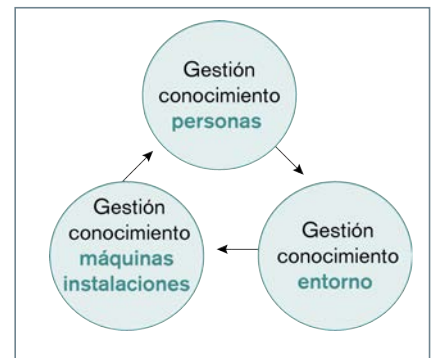 Gestión
conocimiento
personas
Gestión
conocimiento
máquinas
instalaciones
Gestión
conocimiento
entorno